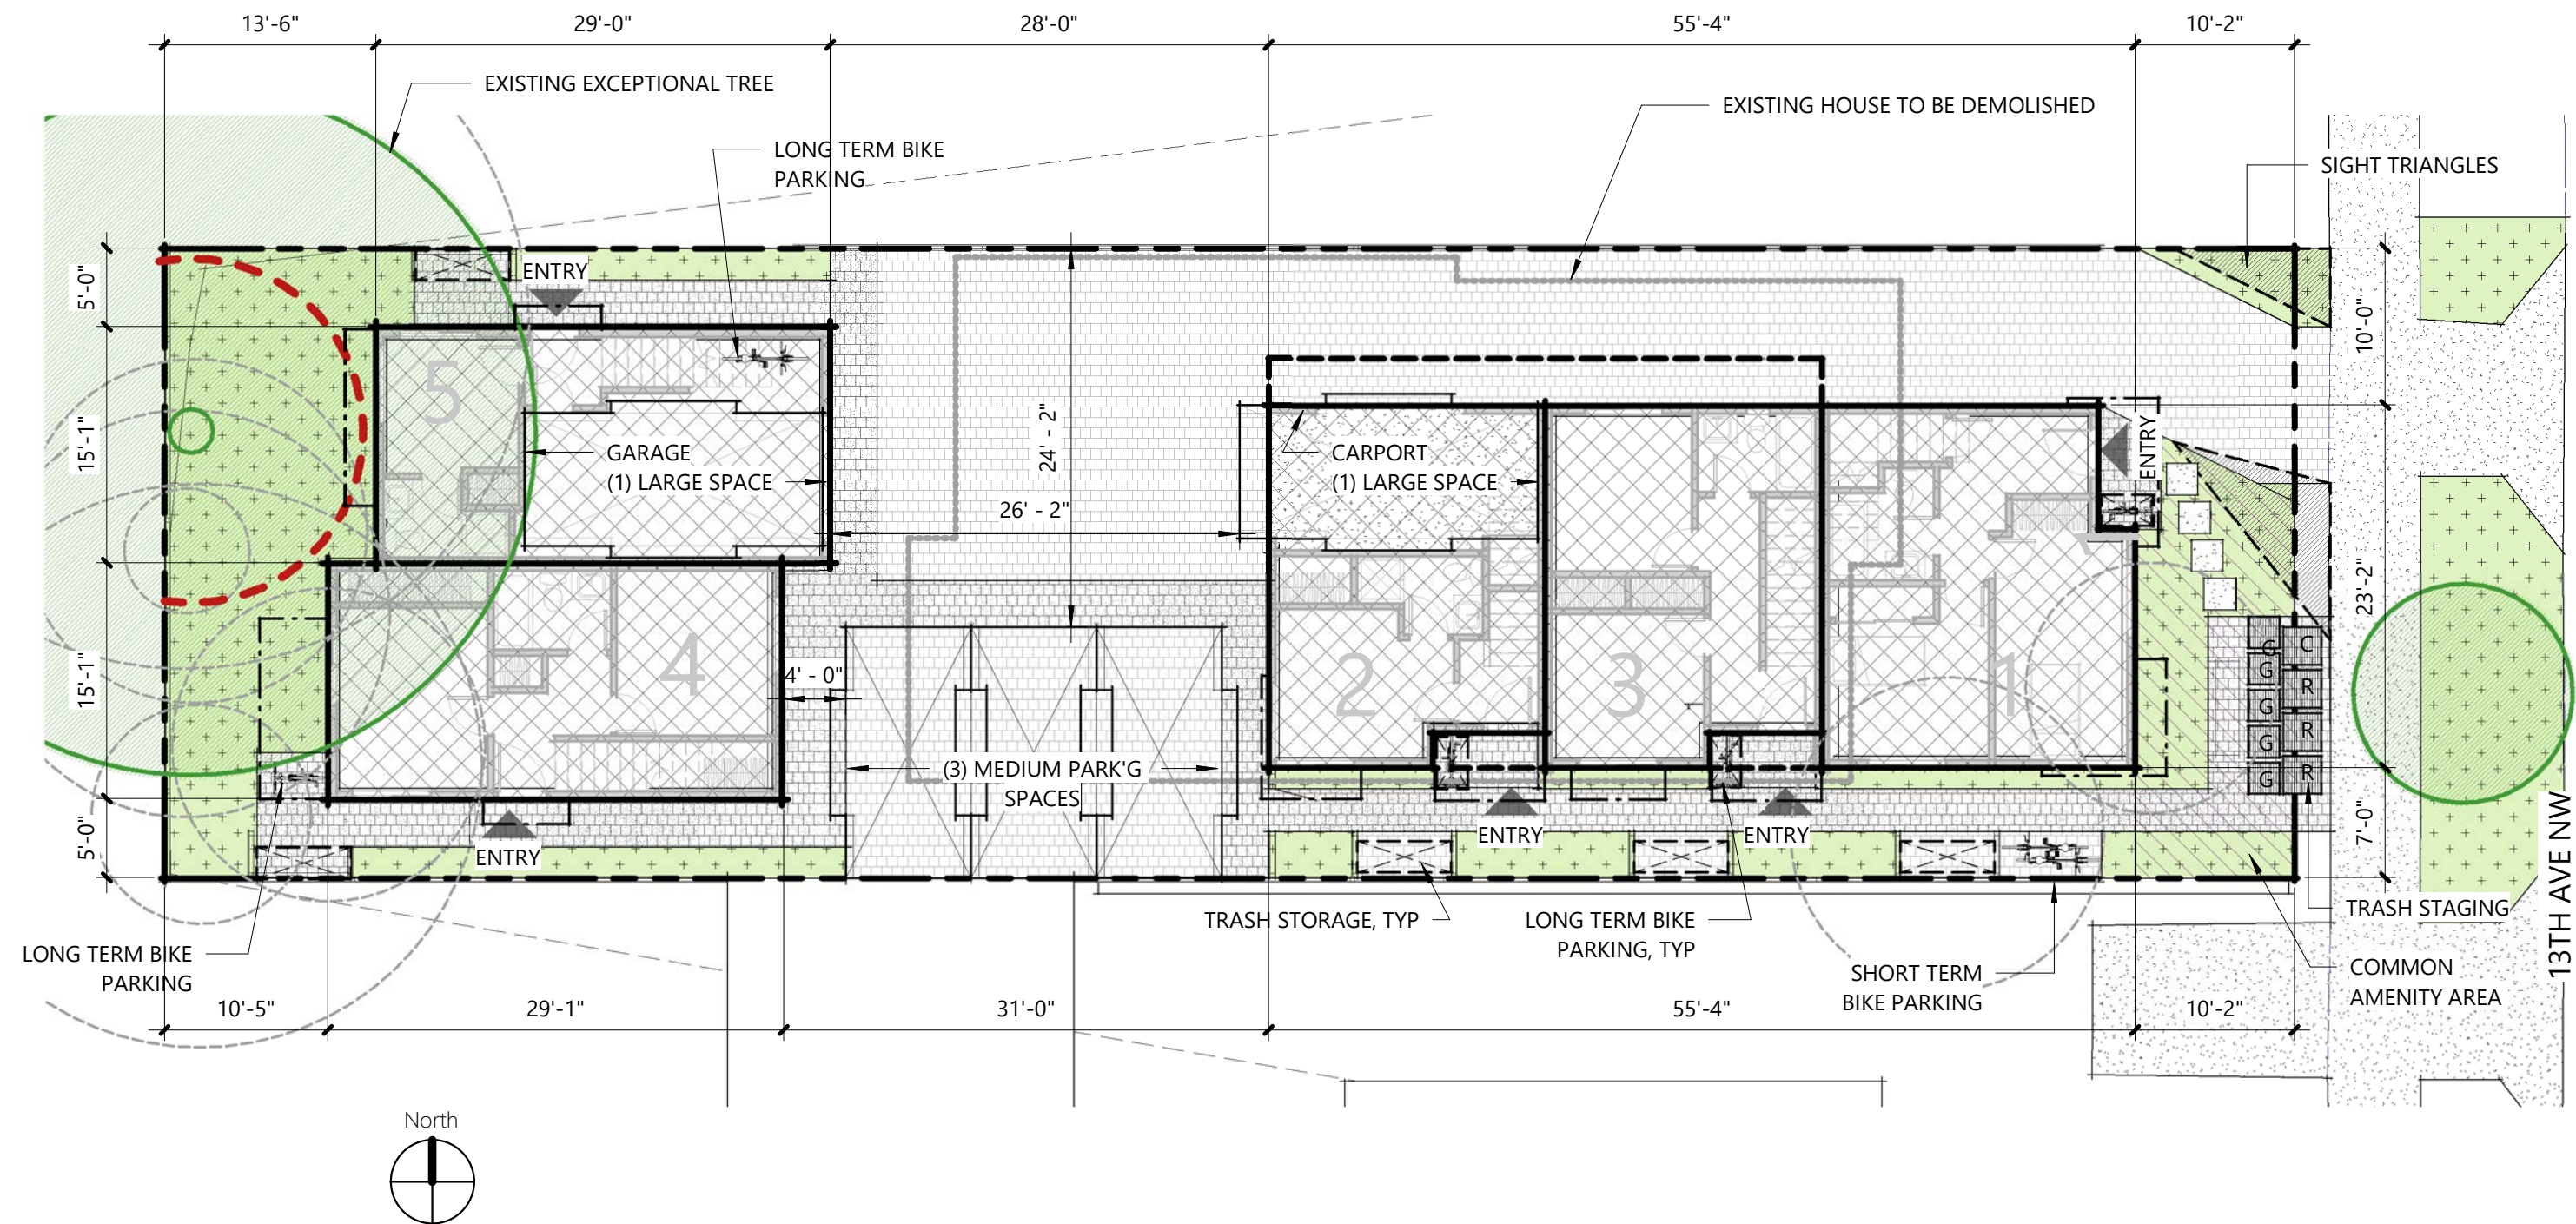 13'-6"
29'-0"
28'-0"
55'-4"
10'-2"
EXISTING EXCEPTIONAL TREE
EXISTING HOUSE TO BE DEMOLISHED
LONG TERM BIKE
PARKING
SIGHT TRIANGLES
5'-0"
ENTRY
10'-0"
5
15'-1"
24' - 2"
GARAGE
(1) LARGE SPACE
CARPORT
(1) LARGE SPACE
ENTRY
26' - 2"
23'-2"
15'-1"
4
4' - 0"
2
3
1
G
G
G
G
G
C
R
R
R
(3) MEDIUM PARK'G
SPACES
5'-0"
ENTRY
ENTRY
ENTRY
7'-0"
13TH AVE NW
TRASH STORAGE, TYP
LONG TERM BIKE
PARKING, TYP
TRASH STAGING
LONG TERM BIKE
PARKING
SHORT TERM
BIKE PARKING
COMMON
AMENITY AREA
10'-5"
29'-1"
31'-0"
55'-4"
10'-2"
North